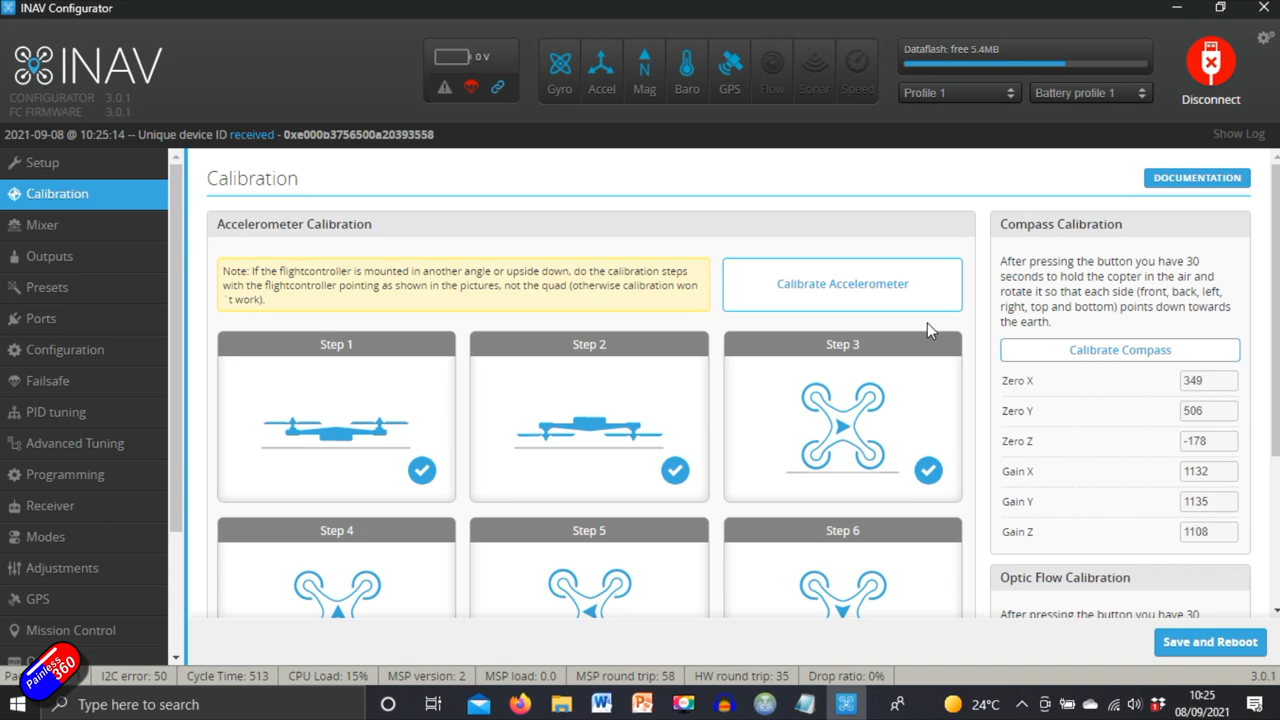 INAV Configurator
INAV
CONFIGURATOR 3.0.1
FC FIRMWARE 3.0.1
0 V
Gyro
Accel
N
Mag
Baro
GPS
Flow
Sonar
Speed
Dataflash: free 5.4MB
Profile 1
Battery profile 1
Disconnect
2021-09-08 @ 10:25:14 -- Unique device ID received - 0xe000b3756500a20393558
Show Log
Setup
Calibration
Mixer
Outputs
Presets
Ports
Configuration
Failsafe
PID tuning
Advanced Tuning
Programming
Receiver
Modes
Adjustments
GPS
Mission Control
Calibration
DOCUMENTATION
Accelerometer Calibration
Note: If the flightcontroller is mounted in another angle or upside down, do the calibration steps
with the flightcontroller pointing as shown in the pictures, not the quad (otherwise calibration won
`t work).
Calibrate Accelerometer
Step 1
Step 2
Step 3
Step 4
Step 5
Step 6
Compass Calibration
After pressing the button you have 30
seconds to hold the copter in the air and
rotate it so that each side (front, back, left,
right, top and bottom) points down towards
the earth.
Calibrate Compass
Zero X 349
Zero Y 506
Zero Z -178
Gain X 1132
Gain Y 1135
Gain Z 1108
Optic Flow Calibration
After pressing the button you have 30
Save and Reboot
Painless360
I2C error: 50
Cycle Time: 513
CPU Load: 15%
MSP version: 2
MSP load: 0.0
MSP round trip: 58
HW round trip: 35
Drop ratio: 0%
3.0.1
Type here to search
24°C
10:25
08/09/2021